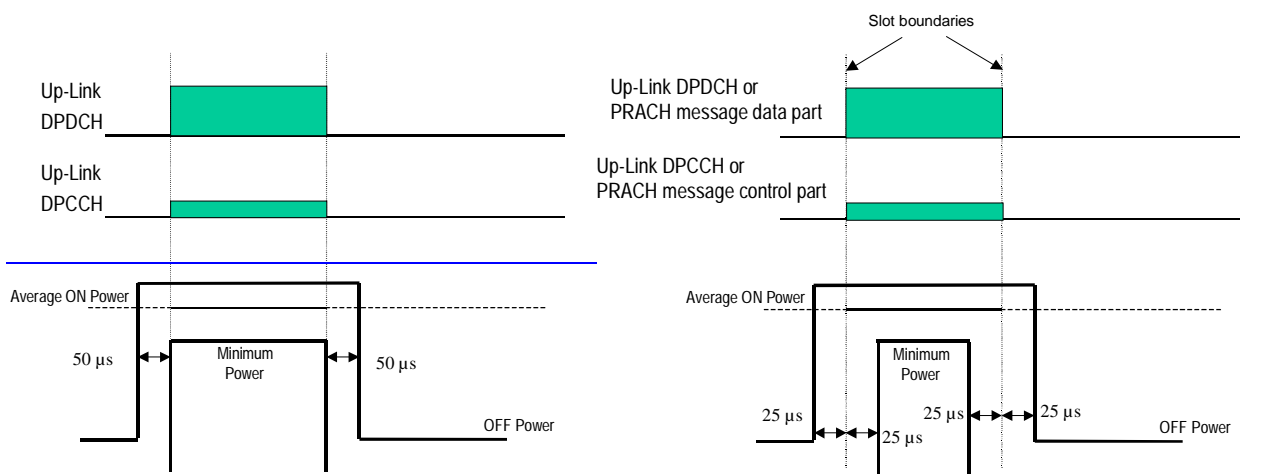 Up-Link
DPDCH
Up-Link
DPCCH
Average ON Power
50 µs
Minimum
Power
50 µs
OFF Power
Slot boundaries
Up-Link DPDCH or
PRACH message data part
Up-Link DPCCH or
PRACH message control part
Average ON Power
Minimum
Power
25 µs
25 µs
25 µs
25 µs
OFF Power